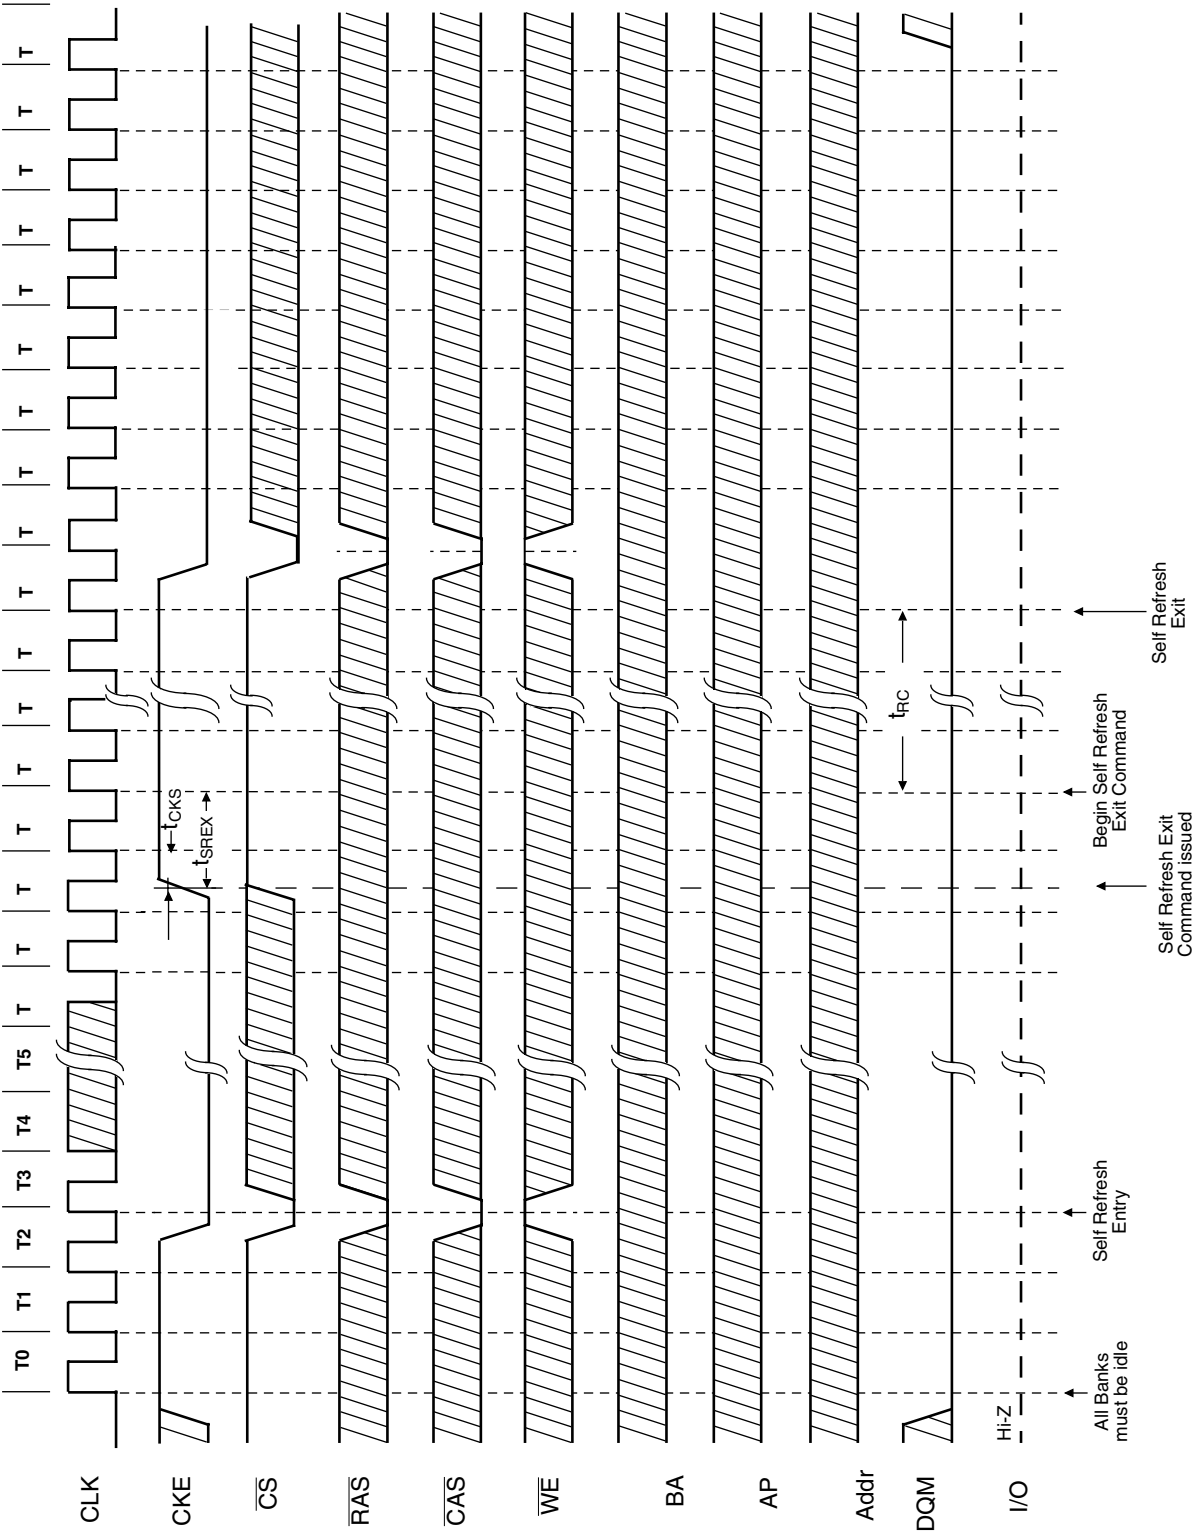 T0 T1 T2 T3 T4 T5 T T T T T T T T T T T T T T T T T
CLK
CKE
tCKS
tSREX
CS
RAS
CAS
WE
BA
AP
Addr
DQM
tRC
Hi-Z
I/O
All Banks
must be idle
Self Refresh
Entry
Begin Self Refresh
Exit Command
Self Refresh Exit
Command issued
Self Refresh
Exit